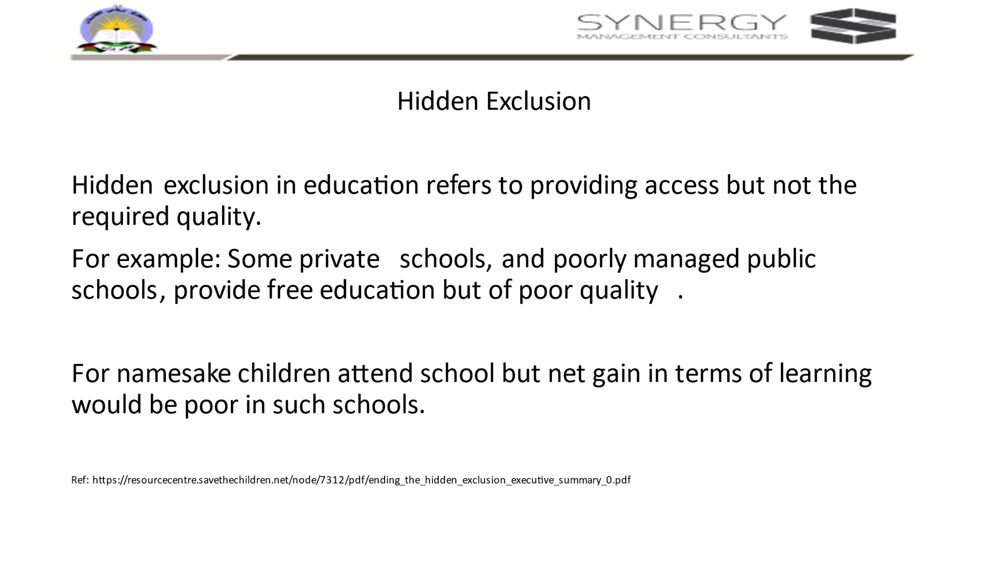 SYNERGY
MANAGEMENT CONSULTANTS
Hidden Exclusion
Hidden exclusion in education refers to providing access but not the
required quality.
For example: Some private schools, and poorly managed public
schools, provide free education but of poor quality .
For namesake children attend school but net gain in terms of learning
would be poor in such schools.
Ref: https://resourcecentre.savethechildren.net/node/7312/pdf/ending_the_hidden_exclusion_executive_summary_0.pdf